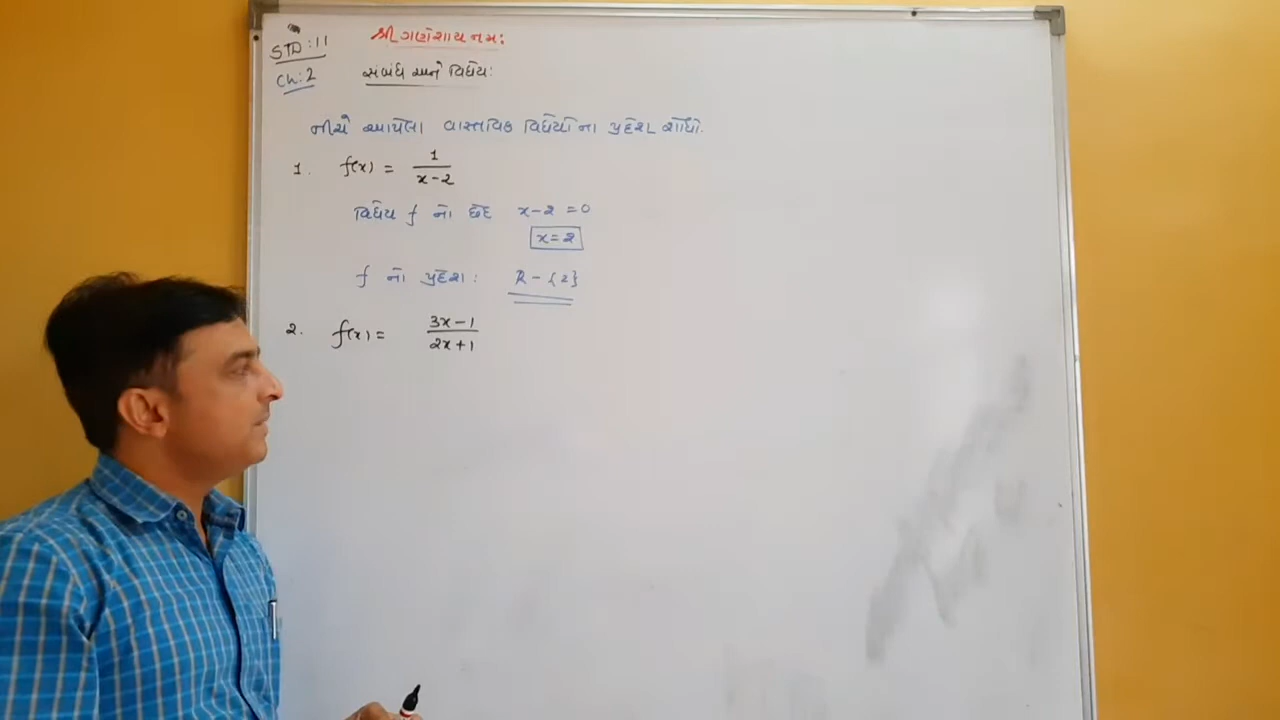 STD : 11
શ્રી ગણેશાય નમઃ
Ch: 2
સંબંધ અને વિધેયઃ
નીચે આપેલા વાસ્તવિક વિધેયોના પ્રદેશ શોધો.
1. f(x) = 1/(x-2)
વિધેય f નો છેદ x-2 = 0
x = 2
f નો પ્રદેશ : R - {2}
2. f(x) = (3x-1)/(2x+1)